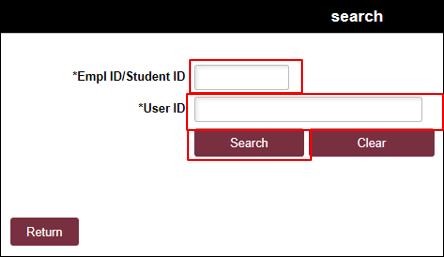 search
*Empl ID/Student ID
*User ID
Search Clear
Return